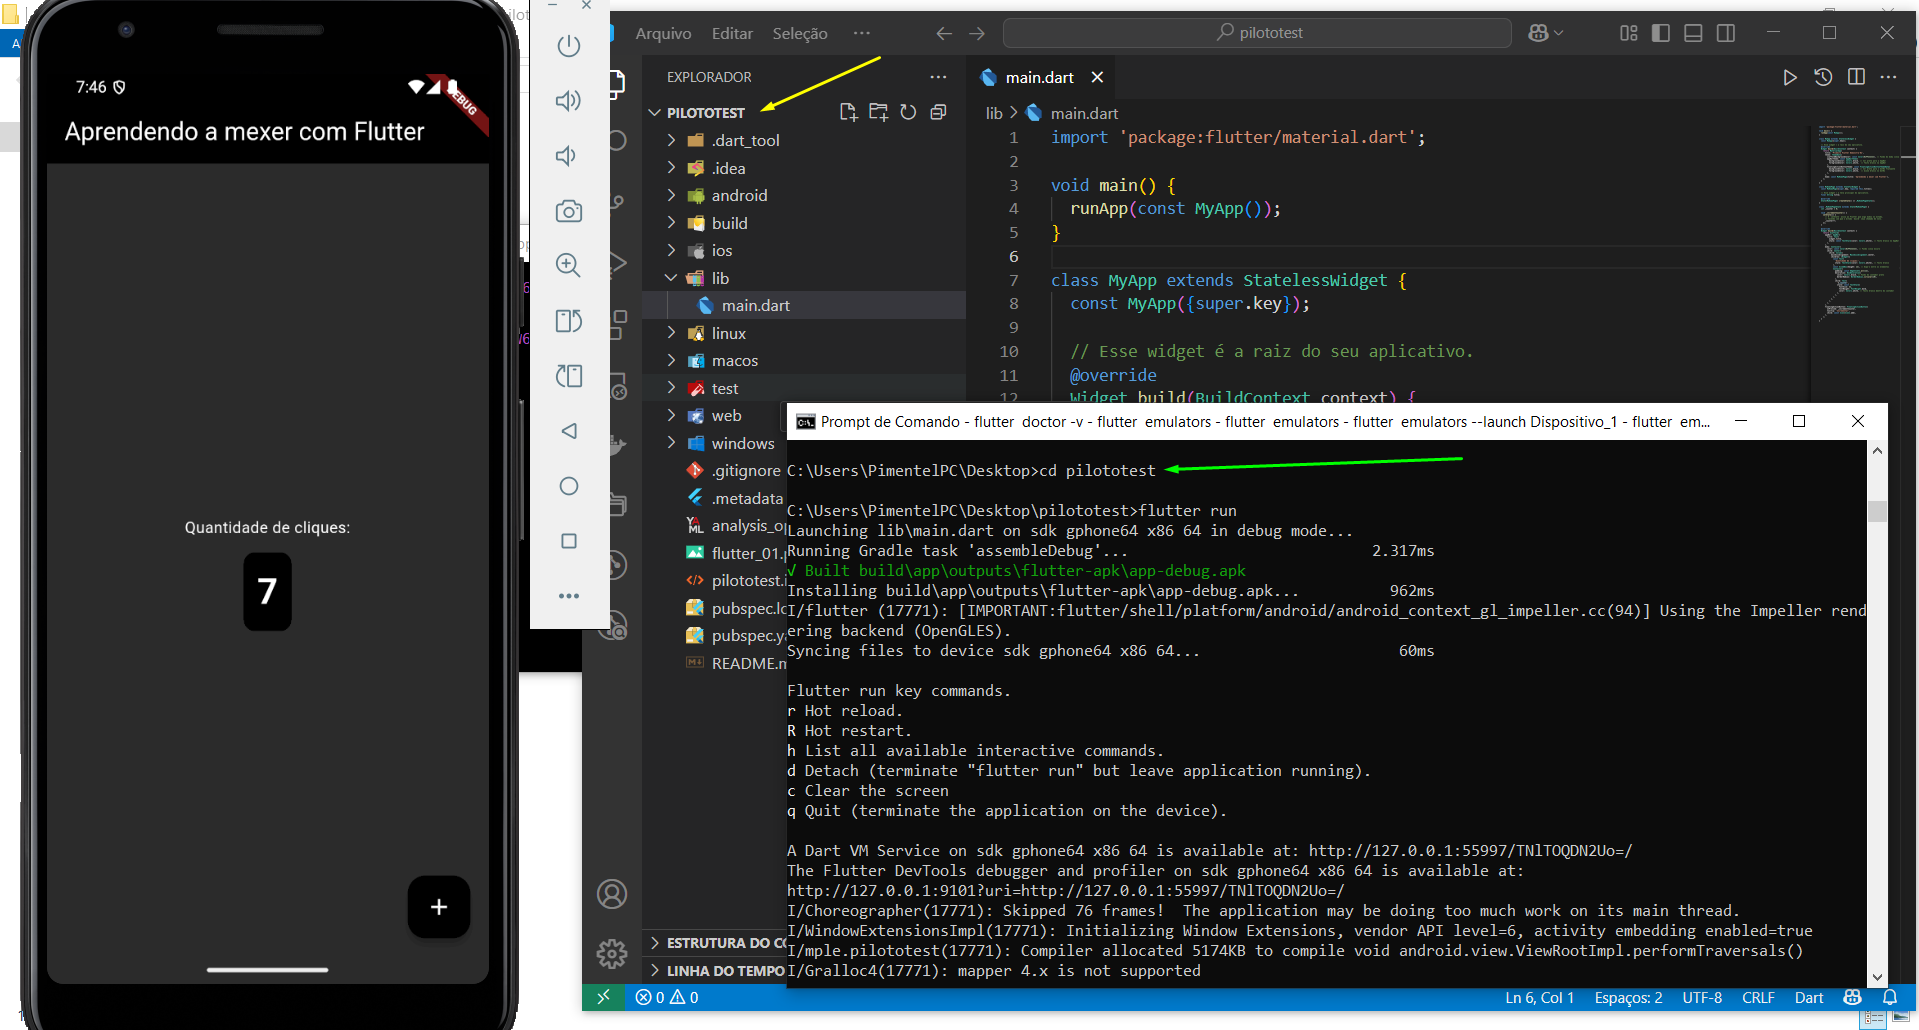 7:46
DEBUG
Aprendendo a mexer com Flutter
Quantidade de cliques:
7
+
Arquivo Editar Seleção ···
pilototest
EXPLORADOR
PILOTOTEST
.dart_tool
.idea
android
build
ios
lib
main.dart
linux
macos
test
web
windows
.gitignore
.metadata
analysis_op
flutter_01.p
pilototest.i
pubspec.lo
pubspec.ya
README.m
ESTRUTURA DO CÓ
LINHA DO TEMPO
main.dart
lib > main.dart
1 import 'package:flutter/material.dart';
2
3 void main() {
4 runApp(const MyApp());
5 }
6
7 class MyApp extends StatelessWidget {
8 const MyApp({super.key});
9
10 // Esse widget é a raiz do seu aplicativo.
11 @override
12 Widget build(BuildContext context) {
Prompt de Comando - flutter doctor -v - flutter emulators - flutter emulators - flutter emulators --launch Dispositivo_1 - flutter em...
C:\Users\PimentelPC\Desktop>cd pilototest
C:\Users\PimentelPC\Desktop\pilototest>flutter run
Launching lib\main.dart on sdk gphone64 x86 64 in debug mode...
Running Gradle task 'assembleDebug'... 2.317ms
√ Built build\app\outputs\flutter-apk\app-debug.apk
Installing build\app\outputs\flutter-apk\app-debug.apk... 962ms
I/flutter (17771): [IMPORTANT:flutter/shell/platform/android/android_context_gl_impeller.cc(94)] Using the Impeller rend
ering backend (OpenGLES).
Syncing files to device sdk gphone64 x86 64... 60ms
Flutter run key commands.
r Hot reload.
R Hot restart.
h List all available interactive commands.
d Detach (terminate "flutter run" but leave application running).
c Clear the screen
q Quit (terminate the application on the device).
A Dart VM Service on sdk gphone64 x86 64 is available at: http://127.0.0.1:55997/TNlTOQDN2Uo=/
The Flutter DevTools debugger and profiler on sdk gphone64 x86 64 is available at:
http://127.0.0.1:9101?uri=http://127.0.0.1:55997/TNlTOQDN2Uo=/
I/Choreographer(17771): Skipped 76 frames! The application may be doing too much work on its main thread.
I/WindowExtensionsImpl(17771): Initializing Window Extensions, vendor API level=6, activity embedding enabled=true
I/mple.pilototest(17771): Compiler allocated 5174KB to compile void android.view.ViewRootImpl.performTraversals()
I/Gralloc4(17771): mapper 4.x is not supported
0 0
Ln 6, Col 1 Espaços: 2 UTF-8 CRLF Dart